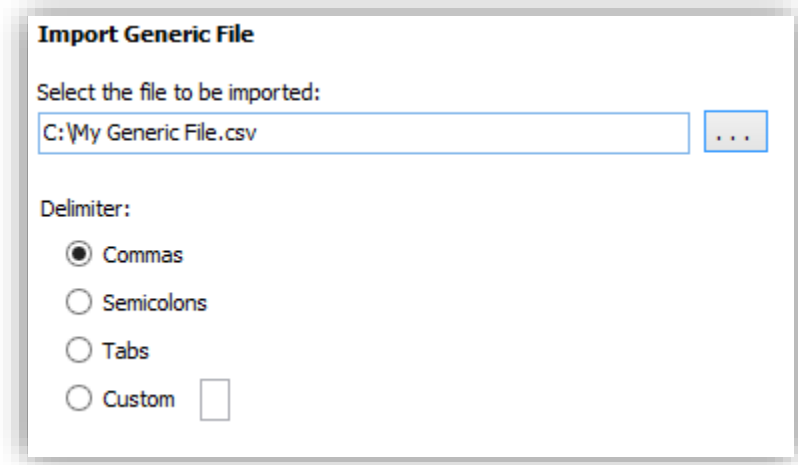 Import Generic File
Select the file to be imported:
C:\My Generic File.csv
...
Delimiter:
Commas
Semicolons
Tabs
Custom